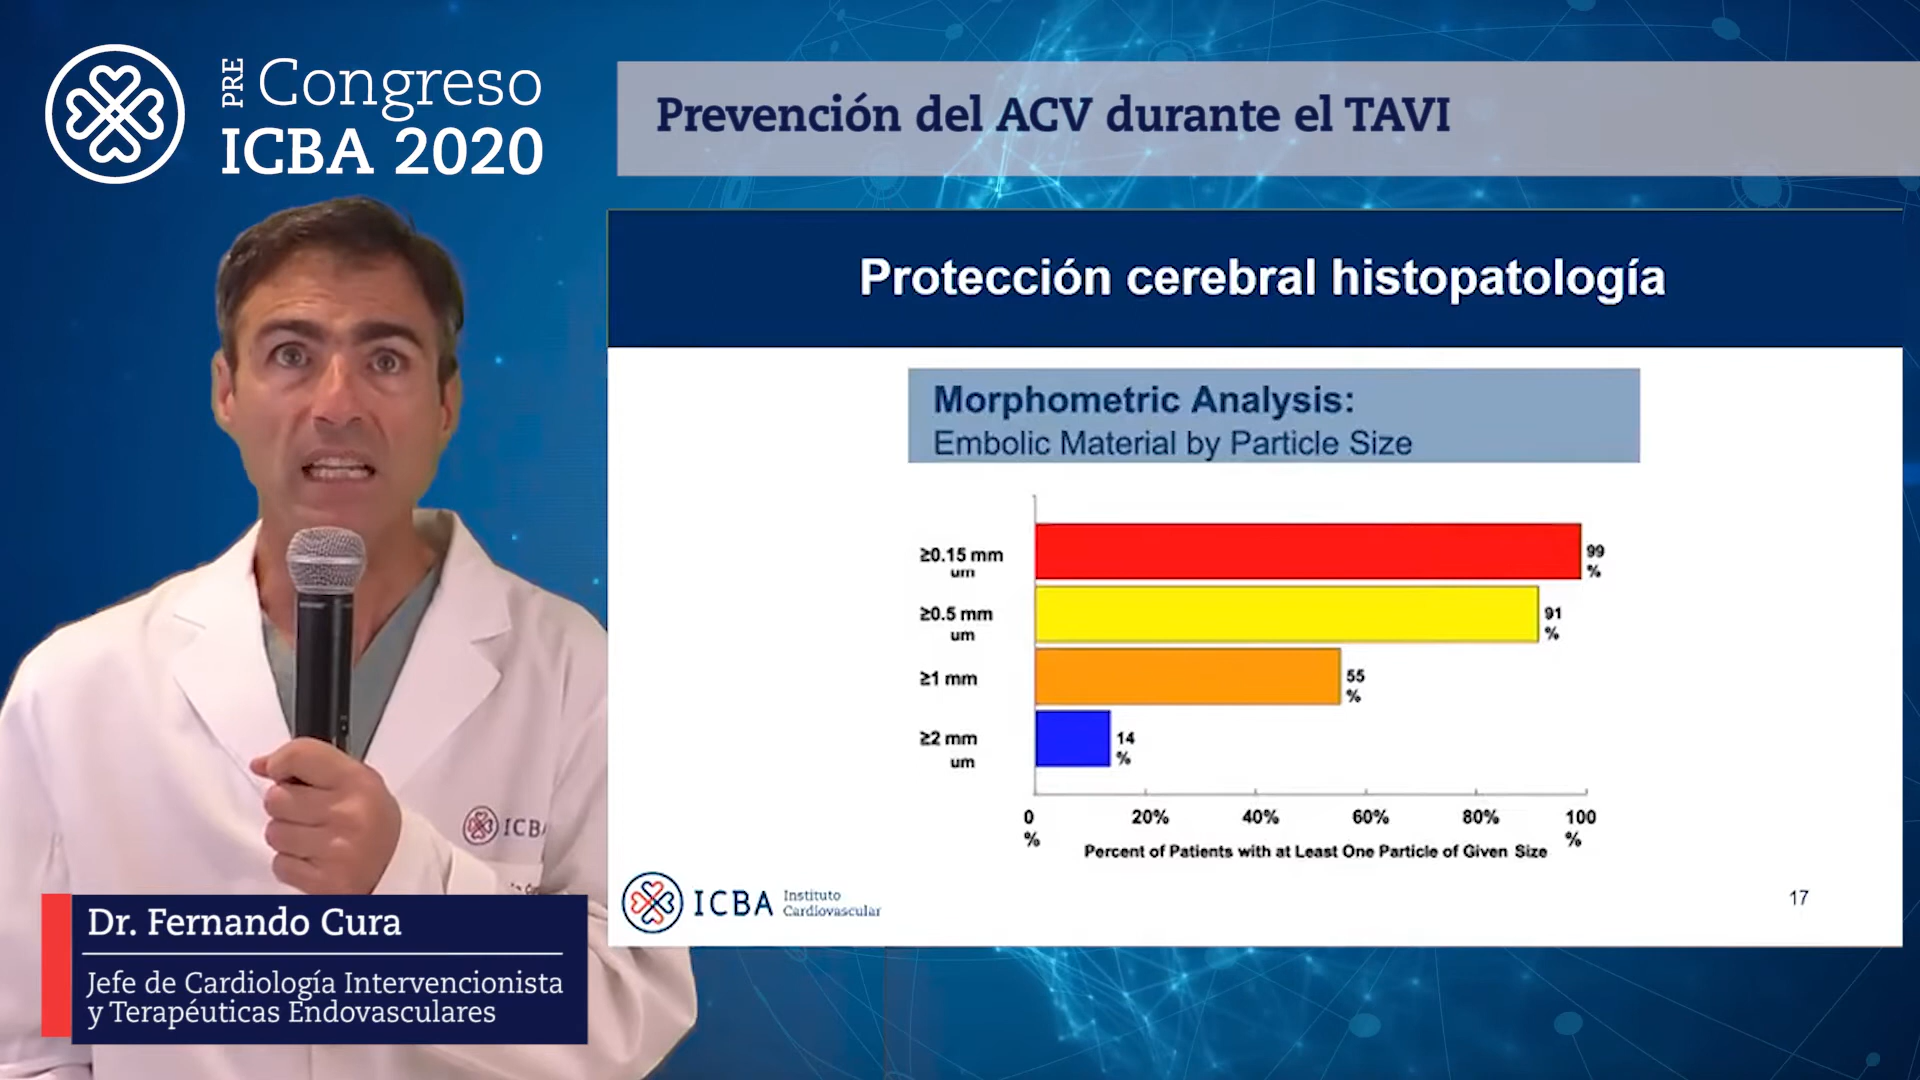 PRE Congreso
ICBA 2020
Prevención del ACV durante el TAVI
Protección cerebral histopatología
Morphometric Analysis:
Embolic Material by Particle Size
≥0.15 mm
um
99
%
≥0.5 mm
um
91
%
≥1 mm
55
%
≥2 mm
um
14
%
0
%
20%
40%
60%
80%
100
%
Percent of Patients with at Least One Particle of Given Size
ICBA Instituto
Cardiovascular
17
ICBA
Dr. Fernando Cura
Jefe de Cardiología Intervencionista
y Terapéuticas Endovasculares